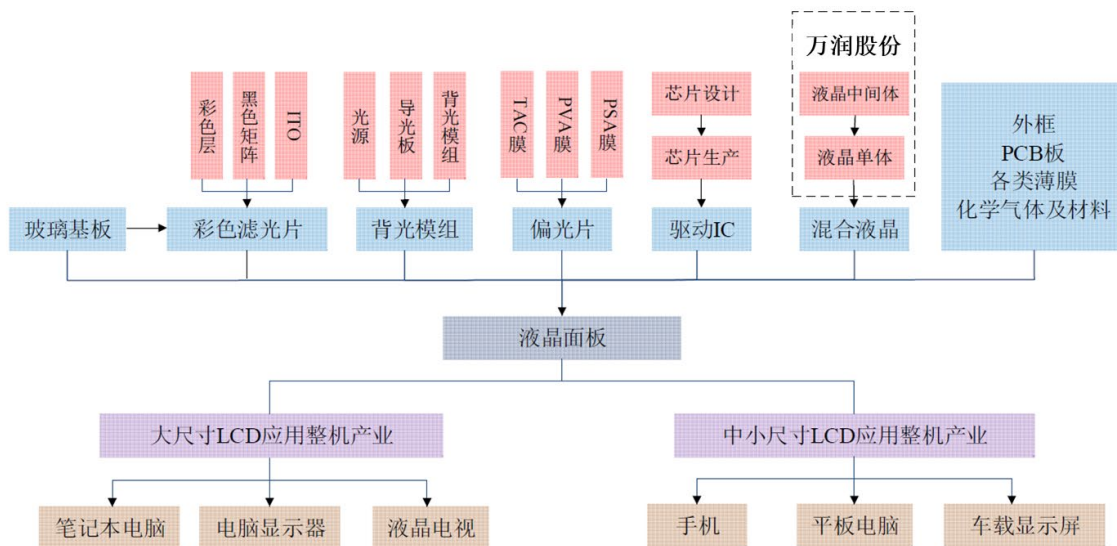 万润股份
彩色层
黑色矩阵
ITO
光源
导光板
背光模组
TAC膜
PVA膜
PSA膜
芯片设计
芯片生产
液晶中间体
液晶单体
外框
PCB板
各类薄膜
化学气体及材料
玻璃基板
彩色滤光片
背光模组
偏光片
驱动IC
混合液晶
液晶面板
大尺寸LCD应用整机产业
中小尺寸LCD应用整机产业
笔记本电脑
电脑显示器
液晶电视
手机
平板电脑
车载显示屏